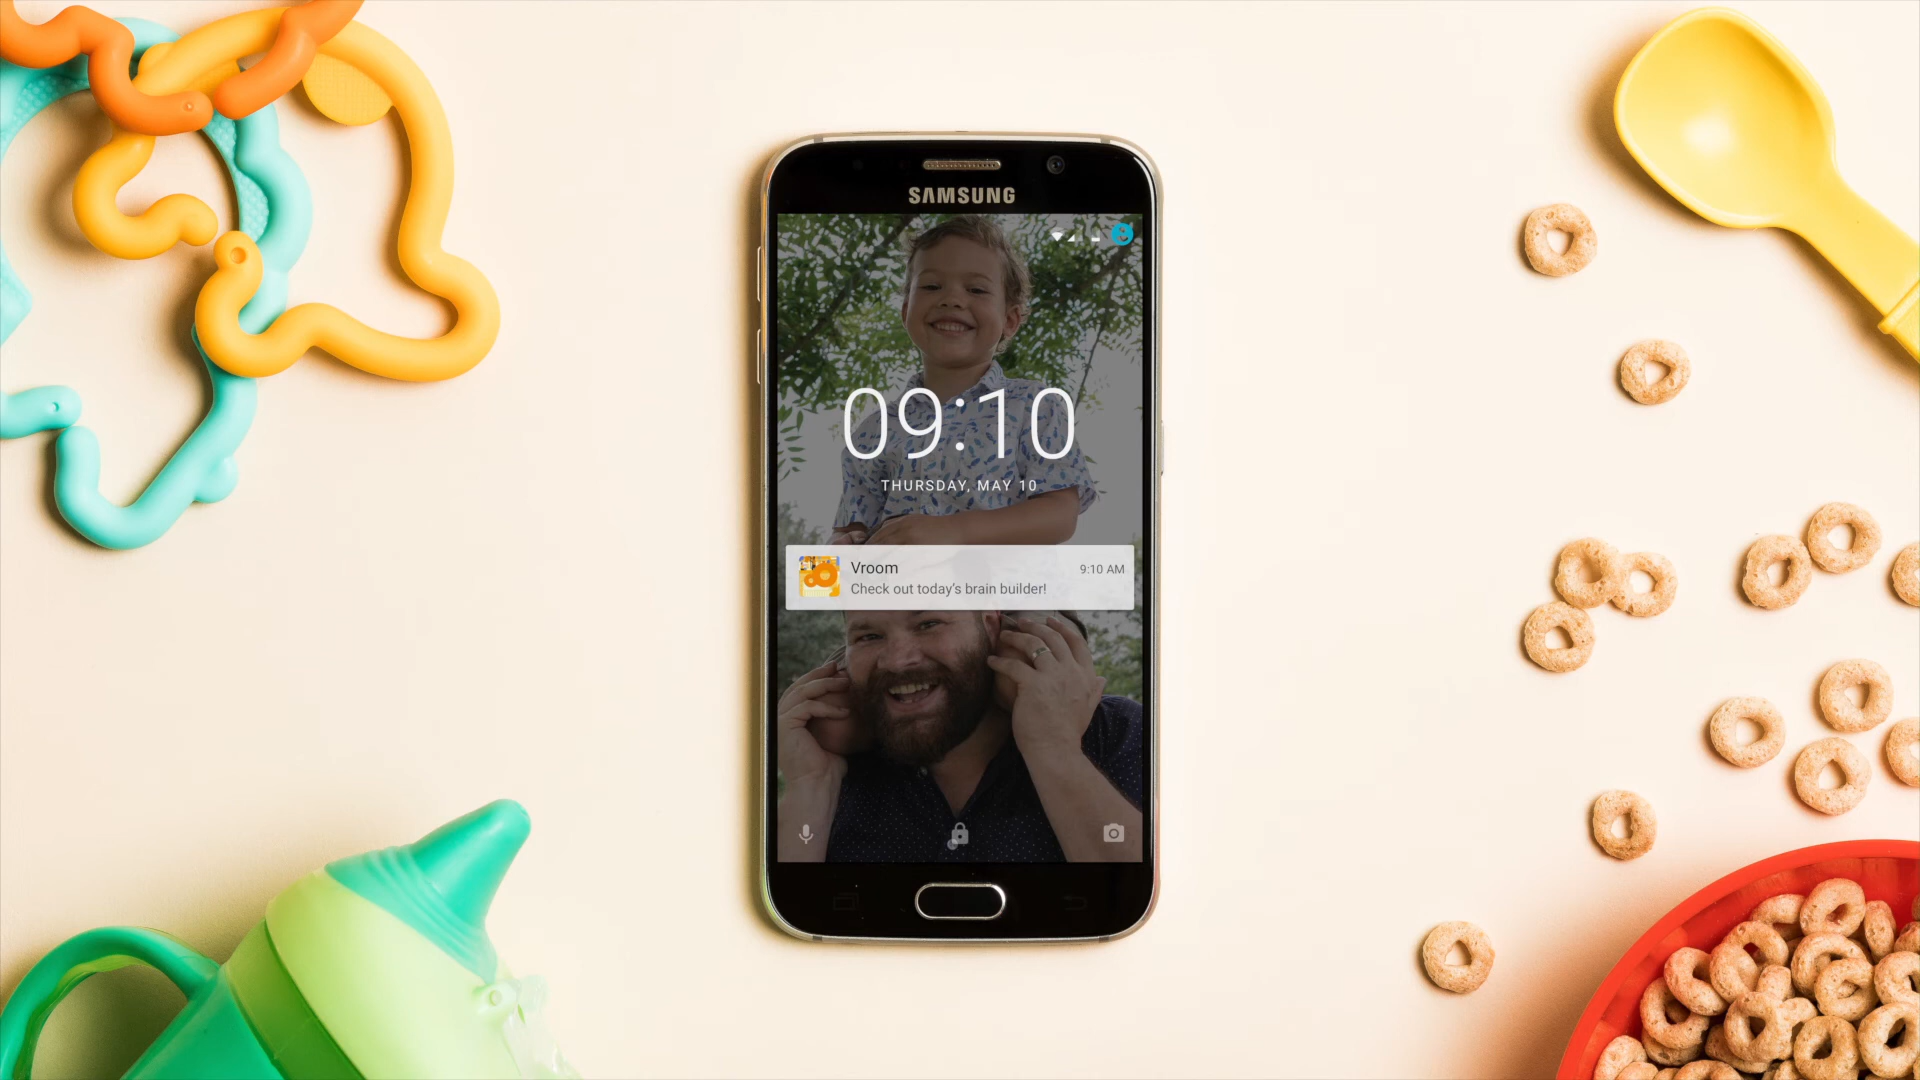 SAMSUNG
09:10
THURSDAY, MAY 10
Vroom 9:10 AM
Check out today's brain builder!